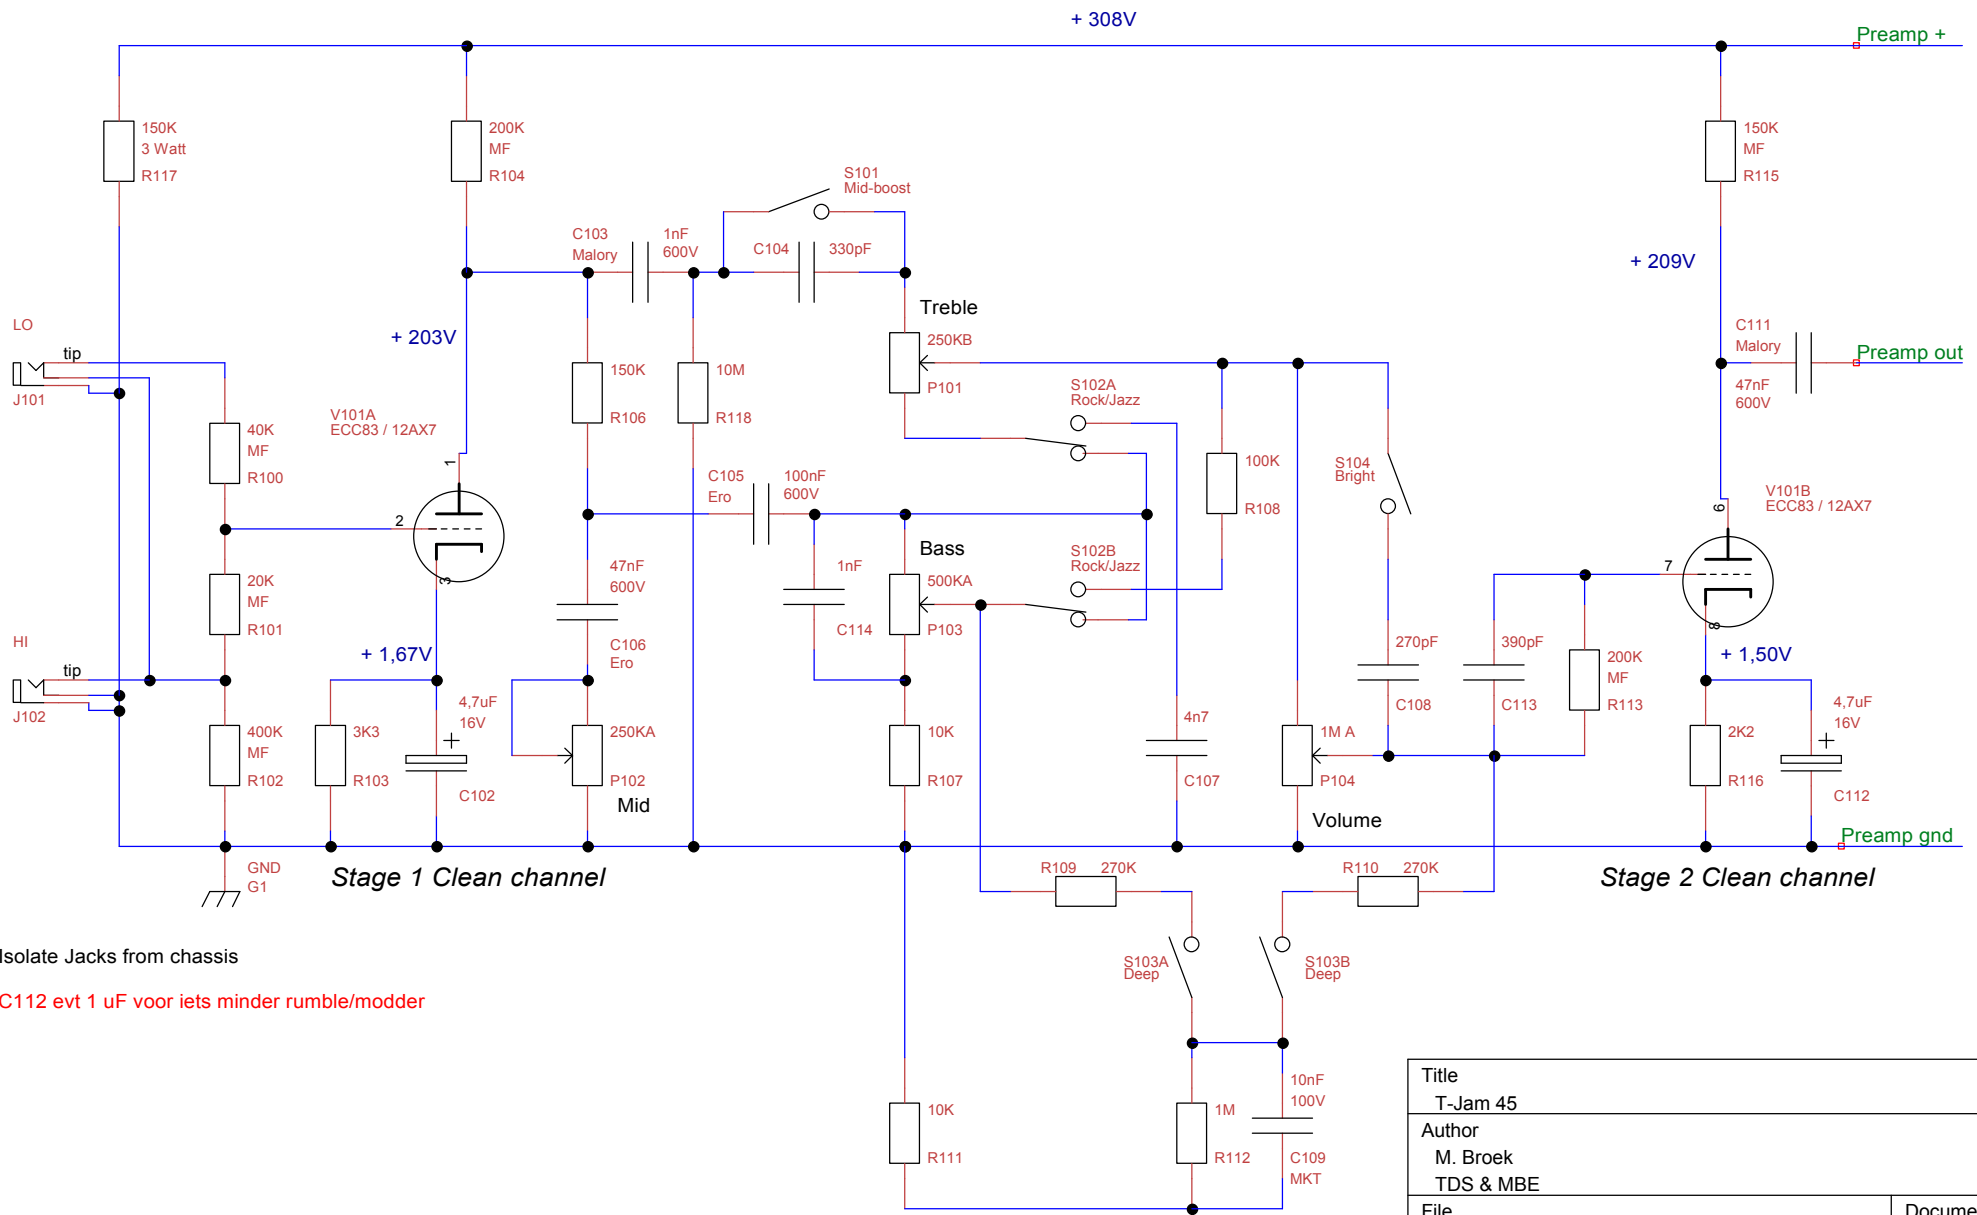 + 308V
Preamp +
150K
3 Watt
R117
200K
MF
R104
150K
MF
R115
S101
Mid-boost
C103
Malory
1nF
600V
C104
330pF
+ 209V
Treble
250KB
P101
+ 203V
LO
tip
J101
C111
Malory
47nF
600V
Preamp out
150K
R106
10M
R118
S102A
Rock/Jazz
V101A
ECC83 / 12AX7
40K
MF
R100
1
2
3
C105
Ero
100nF
600V
100K
R108
S104
Bright
V101B
ECC83 / 12AX7
6
7
8
Bass
500KA
P103
S102B
Rock/Jazz
47nF
600V
C106
Ero
1nF
C114
20K
MF
R101
HI
tip
J102
+ 1,67V
4,7uF
16V
C102
270pF
C108
390pF
C113
200K
MF
R113
+ 1,50V
4,7uF
16V
C112
400K
MF
R102
3K3
R103
250KA
P102
Mid
10K
R107
4n7
C107
1M A
P104
Volume
2K2
R116
Preamp gnd
GND
G1
Stage 1 Clean channel
R109 270K
R110 270K
Stage 2 Clean channel
Isolate Jacks from chassis
S103A
Deep
S103B
Deep
C112 evt 1 uF voor iets minder rumble/modder
10K
R111
1M
R112
10nF
100V
C109
MKT
Title
T-Jam 45
Author
M. Broek
TDS & MBE
File
Docume